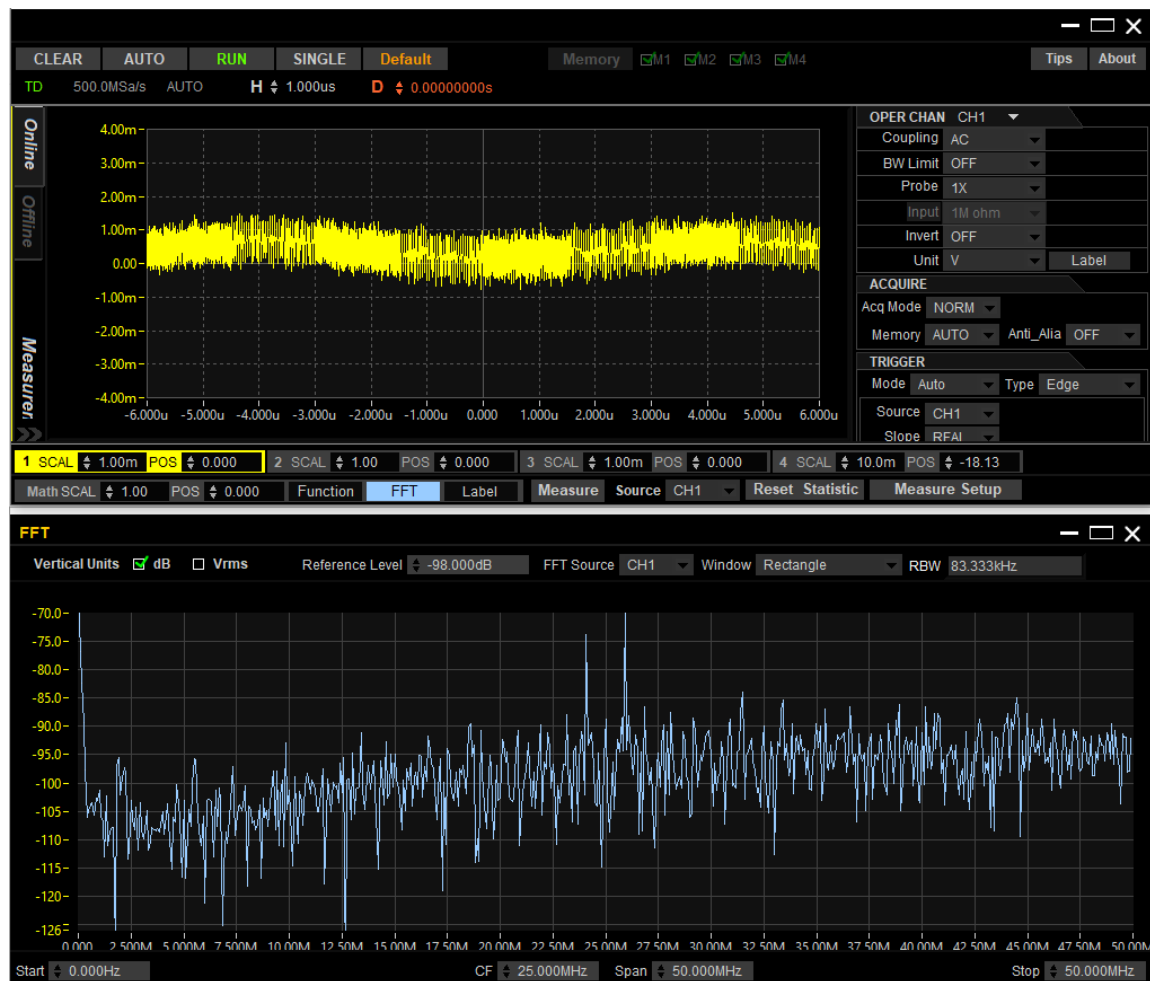 CLEAR AUTO RUN SINGLE Default Memory M1 M2 M3 M4 Tips About
TD 500.0MSa/s AUTO H 1.000us D 0.00000000s
Online
Offline
Measurer
4.00m
3.00m
2.00m
1.00m
0.00
-1.00m
-2.00m
-3.00m
-4.00m
-6.000u -5.000u -4.000u -3.000u -2.000u -1.000u 0.000 1.000u 2.000u 3.000u 4.000u 5.000u 6.000u
OPER CHAN CH1
Coupling AC
BW Limit OFF
Probe 1X
Input 1M ohm
Invert OFF
Unit V Label
ACQUIRE
Acq Mode NORM
Memory AUTO Anti_Alia OFF
TRIGGER
Mode Auto Type Edge
Source CH1
Slope
1 SCAL 1.00m POS 0.000 2 SCAL 1.00 POS 0.000 3 SCAL 1.00m POS 0.000 4 SCAL 10.0m POS -18.13
Math SCAL 1.00 POS 0.000 Function FFT Label Measure Source CH1 Reset Statistic Measure Setup
FFT
Vertical Units dB Vrms Reference Level -98.000dB FFT Source CH1 Window Rectangle RBW 83.333kHz
-70.0
-75.0
-80.0
-85.0
-90.0
-95.0
-100
-105
-110
-115
-120
-126
0.000 2.500M 5.000M 7.500M 10.00M 12.50M 15.00M 17.50M 20.00M 22.50M 25.00M 27.50M 30.00M 32.50M 35.00M 37.50M 40.00M 42.50M 45.00M 47.50M 50.00M
Start 0.000Hz CF 25.000MHz Span 50.000MHz Stop 50.000MHz